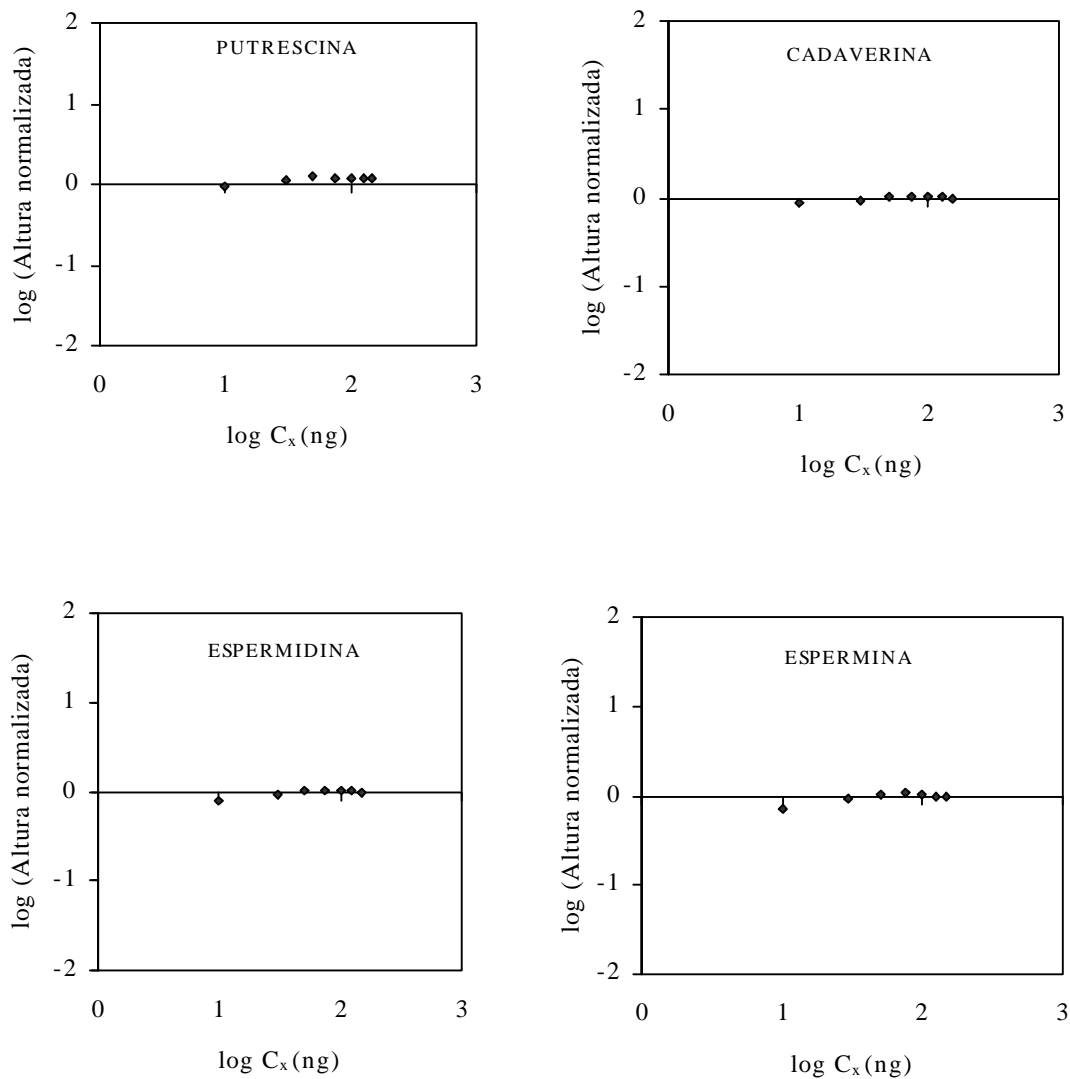 PUTRESCINA
log (Altura normalizada)
2
1
0
-1
-2
0 1 2 3
log Cx (ng)
CADAVERINA
log (Altura normalizada)
2
1
0
-1
-2
0 1 2 3
log Cx (ng)
ESPERMIDINA
log (Altura normalizada)
2
1
0
-1
-2
0 1 2 3
log Cx (ng)
ESPERMINA
log (Altura normalizada)
2
1
0
-1
-2
0 1 2 3
log Cx (ng)